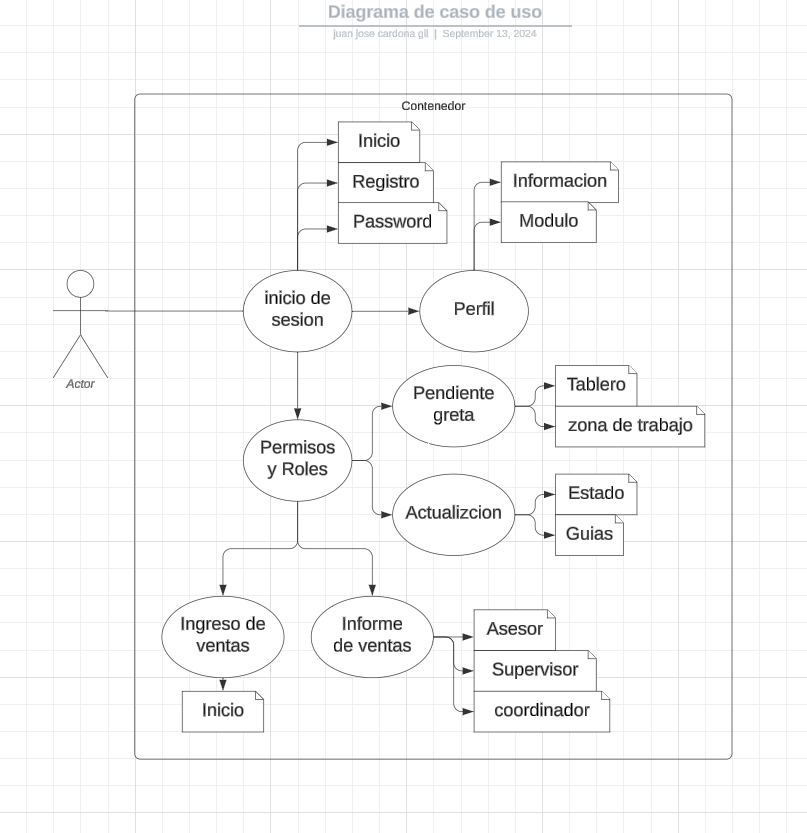 Diagrama de caso de uso
juan jose cardona gil | September 13, 2024
Contenedor
Inicio
Registro
Password
Informacion
Modulo
inicio de
sesion
Perfil
Actor
Pendiente
greta
Tablero
zona de trabajo
Permisos
y Roles
Actualizcion
Estado
Guias
Ingreso de
ventas
Informe
de ventas
Asesor
Supervisor
coordinador
Inicio